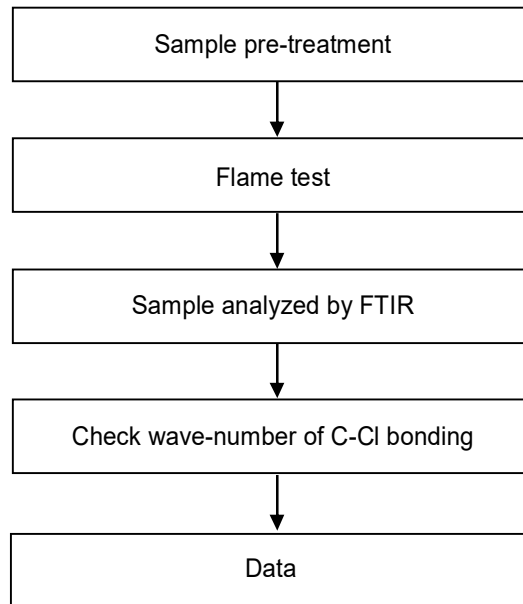 Sample pre-treatment
Flame test
Sample analyzed by FTIR
Check wave-number of C-Cl bonding
Data